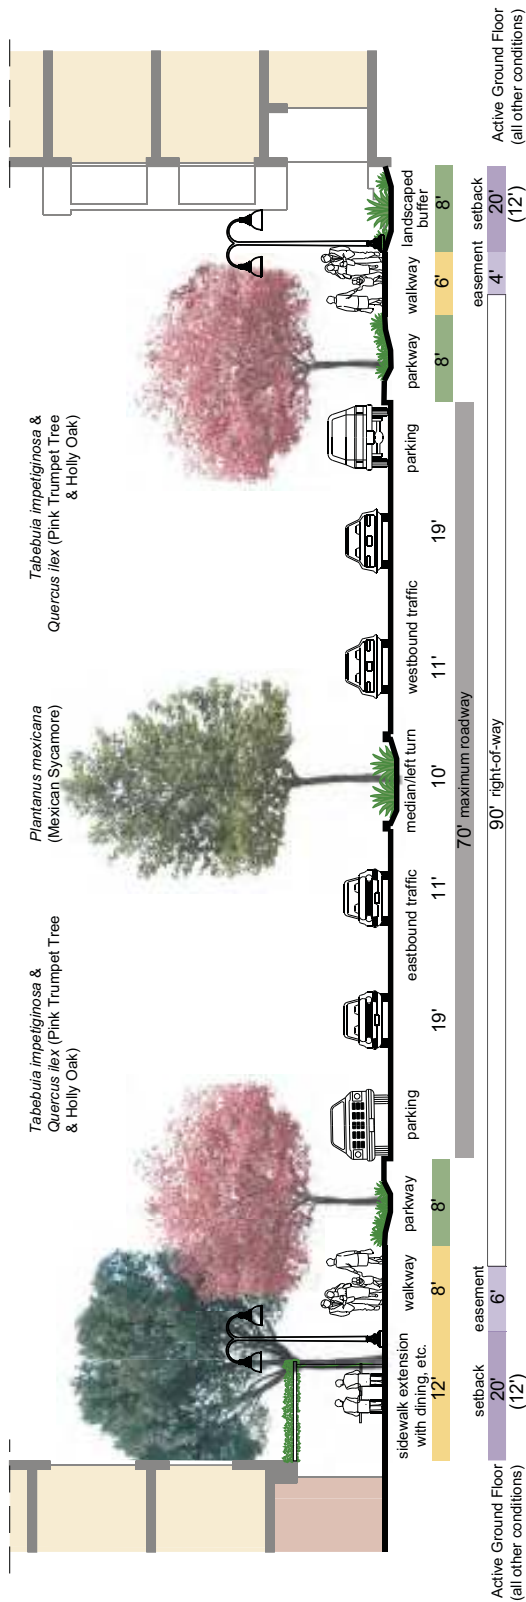 Tabebuia impetiginosa &
Quercus ilex (Pink Trumpet Tree
& Holly Oak)
Plantanus mexicana
(Mexican Sycamore)
Tabebuia impetiginosa &
Quercus ilex (Pink Trumpet Tree
& Holly Oak)
sidewalk extension
with dining, etc.
walkway
parkway
parking
eastbound traffic
median/left turn
westbound traffic
parking
parkway
walkway
landscaped
buffer
12'
8'
8'
19'
11'
10'
11'
19'
8'
6'
8'
70' maximum roadway
setback
easement
90' right-of-way
easement
setback
Active Ground Floor
(all other conditions)
20'
(12')
6'
4'
20'
(12')
Active Ground Floor
(all other conditions)